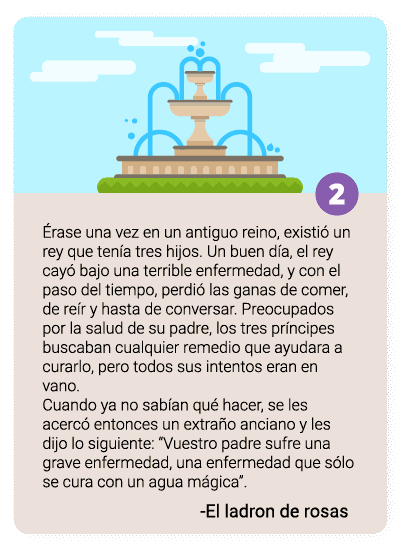 2
Érase una vez en un antiguo reino, existió un
rey que tenía tres hijos. Un buen día, el rey
cayó bajo una terrible enfermedad, y con el
paso del tiempo, perdió las ganas de comer,
de reír y hasta de conversar. Preocupados
por la salud de su padre, los tres príncipes
buscaban cualquier remedio que ayudara a
curarlo, pero todos sus intentos eran en
vano.
Cuando ya no sabían qué hacer, se les
acercó entonces un extraño anciano y les
dijo lo siguiente: “Vuestro padre sufre una
grave enfermedad, una enfermedad que sólo
se cura con un agua mágica”.
-El ladron de rosas